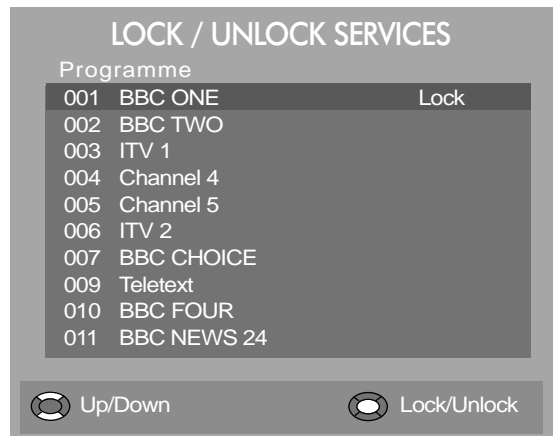 LOCK / UNLOCK SERVICES
Programme
001 BBC ONE Lock
002 BBC TWO
003 ITV 1
004 Channel 4
005 Channel 5
006 ITV 2
007 BBC CHOICE
009 Teletext
010 BBC FOUR
011 BBC NEWS 24
Up/Down Lock/Unlock